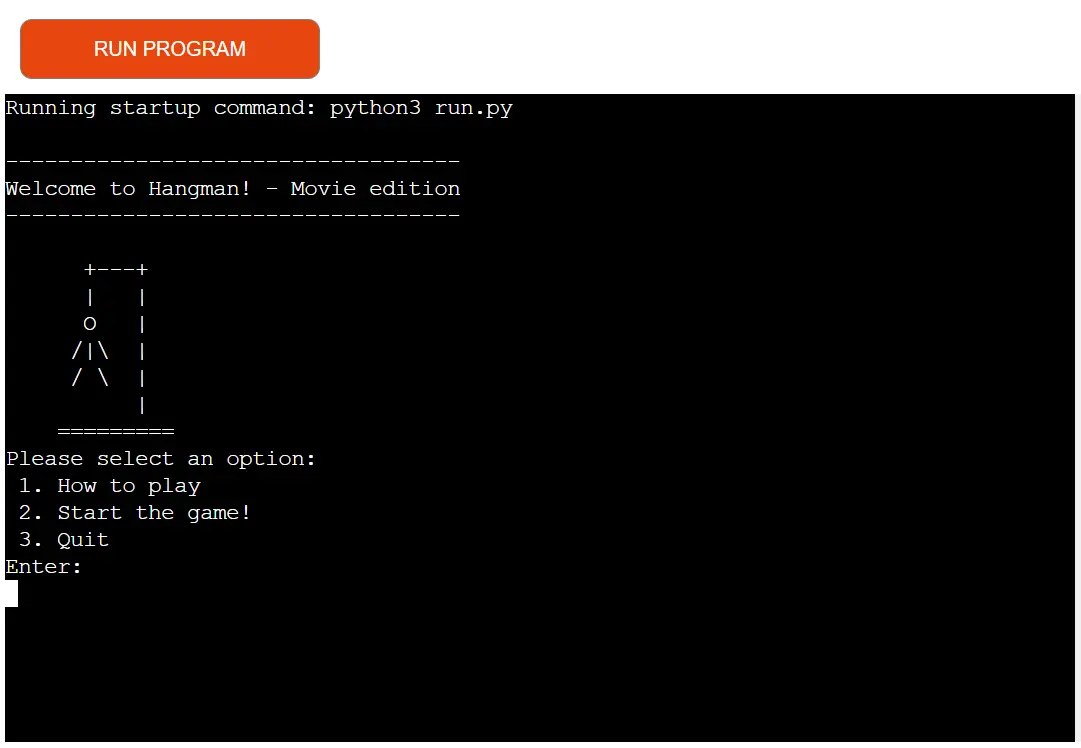 RUN PROGRAM
Running startup command: python3 run.py
-----------------------------------
Welcome to Hangman! - Movie edition
-----------------------------------
      +---+
      |   |
      O   |
     /|\  |
     / \  |
          |
    =========
Please select an option:
 1. How to play
 2. Start the game!
 3. Quit
Enter: